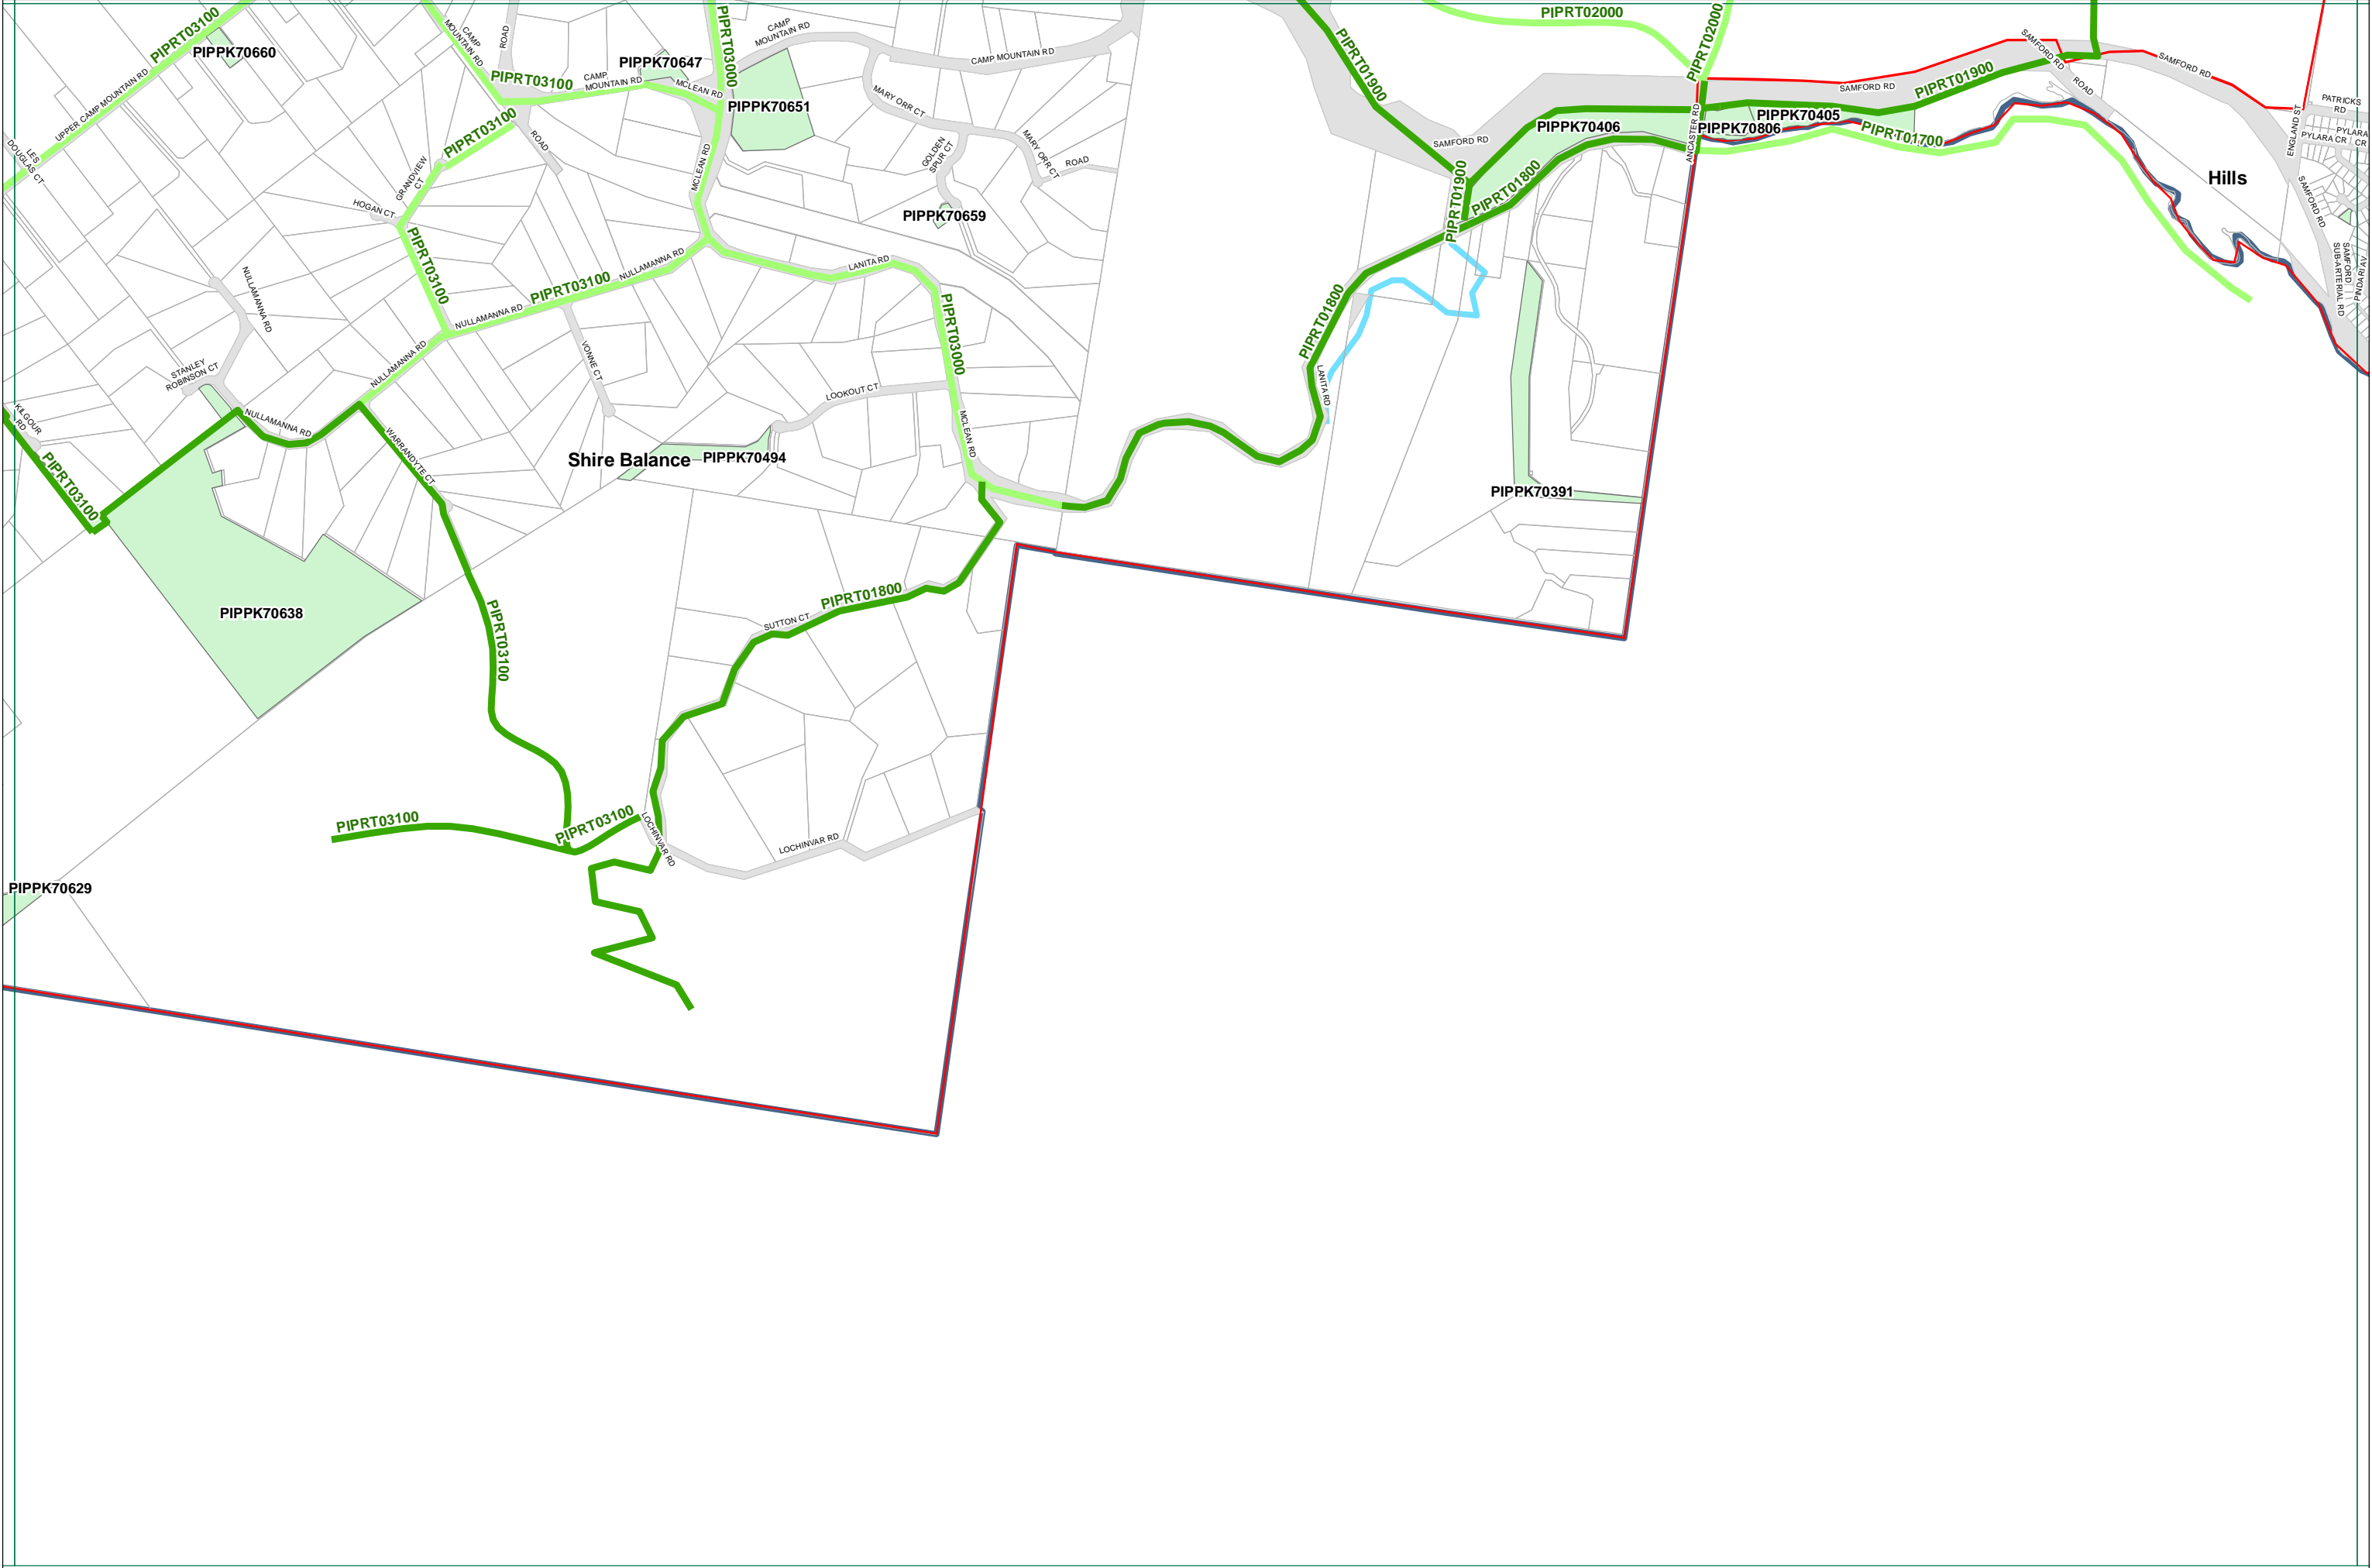 PIPRT03100
PIPPK70660
UPPER CAMP MOUNTAIN RD
LES
DOUGLAS CT
CAMP
MOUNTAIN RD
ROAD
PIPRT03100
CAMP
MOUNTAIN RD
PIPPK70647
MCLEAN RD
PIPRT03000
CAMP
MOUNTAIN RD
PIPPK70651
CAMP MOUNTAIN RD
MARY ORR CT
GOLDEN
SPUR CT
MARY ORR CT
ROAD
PIPPK70659
PIPRT03100
ROAD
GRANDVIEW
CT
HOGAN CT
PIPRT03100
MCLEAN RD
NULLAMANNA RD
PIPRT03100
NULLAMANNA RD
LANITA RD
PIPRT03000
NULLAMANNA RD
NULLAMANNA RD
STANLEY
ROBINSON CT
NULLAMANNA RD
KILGOUR
RD
PIPRT03100
WARRANDYTE CT
VONNE CT
LOOKOUT CT
MCLEAN RD
Shire Balance
PIPPK70494
PIPPK70638
PIPRT03100
PIPRT01800
SUTTON CT
PIPRT03100
PIPRT03100
LOCHINVAR RD
LOCHINVAR RD
PIPPK70629
PIPRT02000
PIPRT02000
PIPRT01900
SAMFORD RD
PIPRT01900
PIPRT01800
PIPPK70406
ANCASTER RD
PIPPK70806
PIPPK70405
SAMFORD RD
PIPRT01900
PIPRT01700
SAMFORD RD
ROAD
SAMFORD RD
PATRICKS
RD
ENGLAND ST
PYLARA
PYLARA CR
CR
Hills
SAMFORD RD
SAMFORD
SUB-ARTERIAL RD
PINDARI AV
PIPRT01800
LANITA RD
PIPPK70391